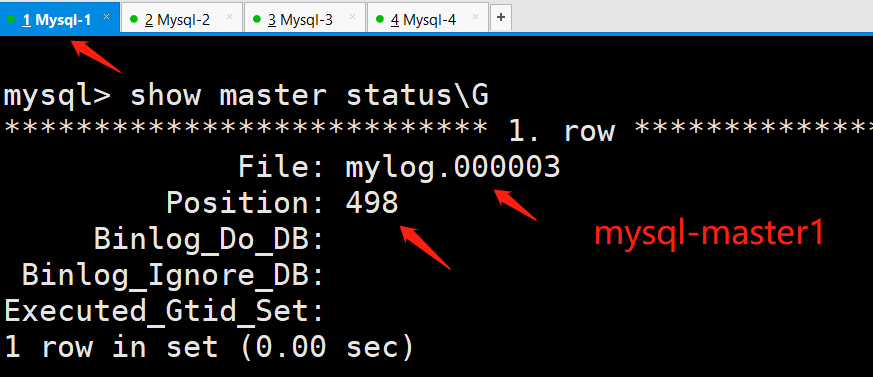 1 Mysql-1 × 2 Mysql-2 × 3 Mysql-3 × 4 Mysql-4 × +
mysql> show master status\G
*************************** 1. row **************
File: mylog.000003
Position: 498
mysql-master1
Binlog_Do_DB:
Binlog_Ignore_DB:
Executed_Gtid_Set:
1 row in set (0.00 sec)